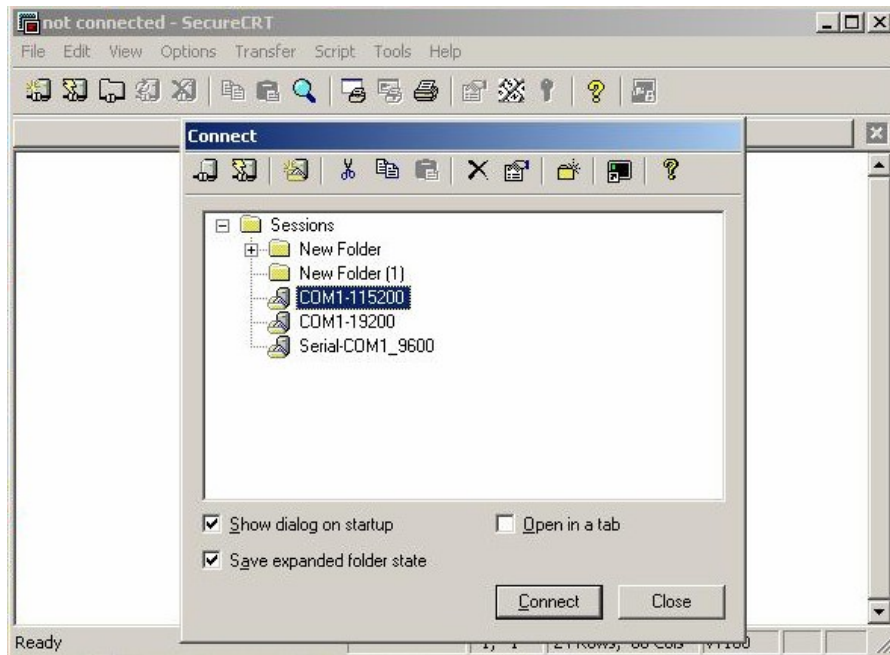 not connected - SecureCRT
File Edit View Options Transfer Script Tools Help
Connect
Sessions
New Folder
New Folder (1)
COM1-115200
COM1-19200
Serial-COM1_9600
Show dialog on startup
Open in a tab
Save expanded folder state
Connect
Close
Ready